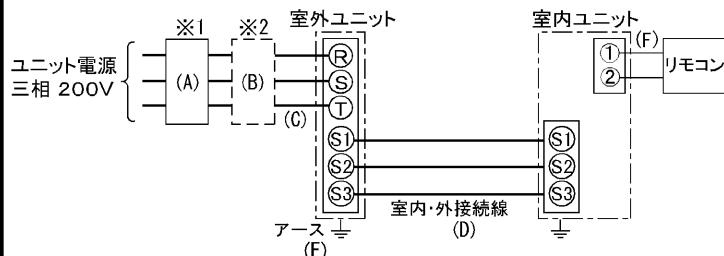 室外ユニット
室内ユニット
※1
※2
ユニット電源
三相 200V
(A)
(B)
(C)
R
S
T
S1
S2
S3
室内・外接続線
(D)
アース
(E)
S1
S2
S3
①
②
(F)
リモコン